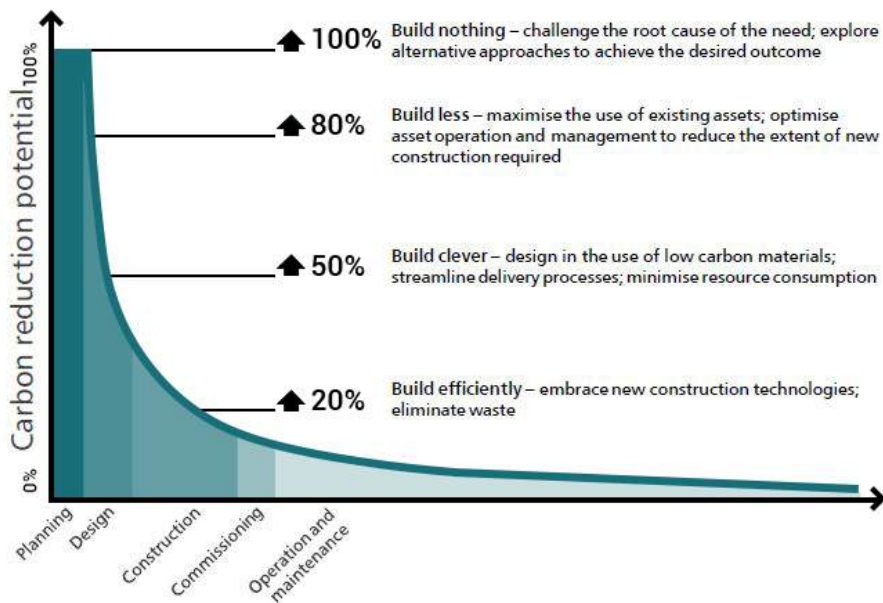 Carbon reduction potential
100%
0%
100%
Build nothing – challenge the root cause of the need; explore
alternative approaches to achieve the desired outcome
80%
Build less – maximise the use of existing assets; optimise
asset operation and management to reduce the extent of new
construction required
50%
Build clever – design in the use of low carbon materials;
streamline delivery processes; minimise resource consumption
20%
Build efficiently – embrace new construction technologies;
eliminate waste
Planning
Design
Construction
Commissioning
Operation and
maintenance